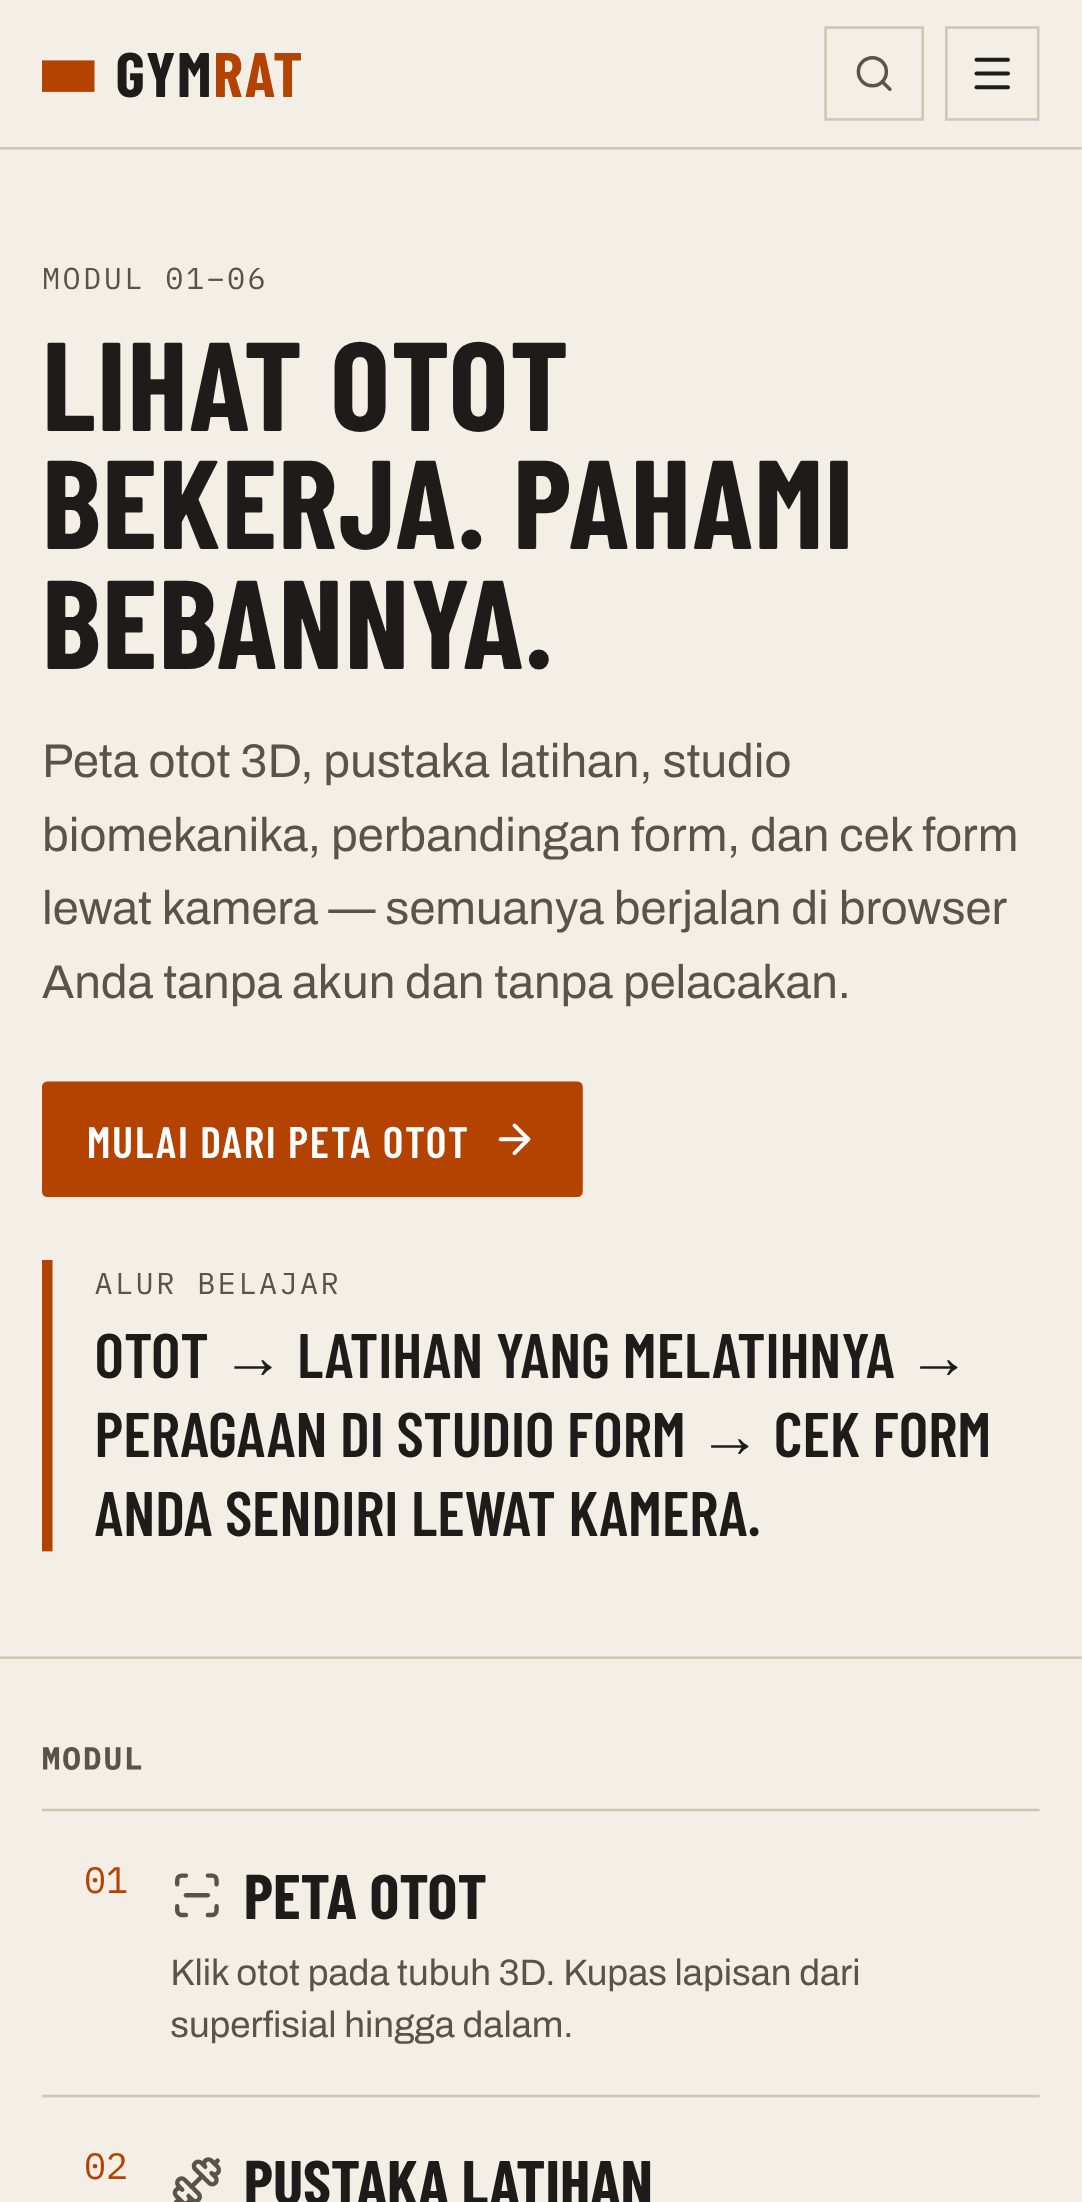 GYMRAT
MODUL 01–06
LIHAT OTOT
BEKERJA. PAHAMI
BEBANNYA.
Peta otot 3D, pustaka latihan, studio
biomekanika, perbandingan form, dan cek form
lewat kamera — semuanya berjalan di browser
Anda tanpa akun dan tanpa pelacakan.
MULAI DARI PETA OTOT →
ALUR BELAJAR
OTOT → LATIHAN YANG MELATIHNYA →
PERAGAAN DI STUDIO FORM → CEK FORM
ANDA SENDIRI LEWAT KAMERA.
MODUL
01 PETA OTOT
Klik otot pada tubuh 3D. Kupas lapisan dari
superfisial hingga dalam.
02 PUSTAKA LATIHAN